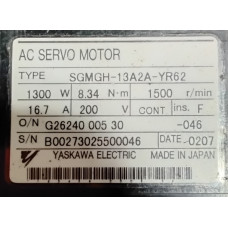 AC SERVO MOTOR
TYPE SGMGH-13A2A-YR62
1300 W 8.34 N·m 1500 r/min
16.7 A 200 V CONT. ins. F
O/N G26240 005 30 -046
S/N B00273025500046 DATE 0207
YASKAWA ELECTRIC MADE IN JAPAN